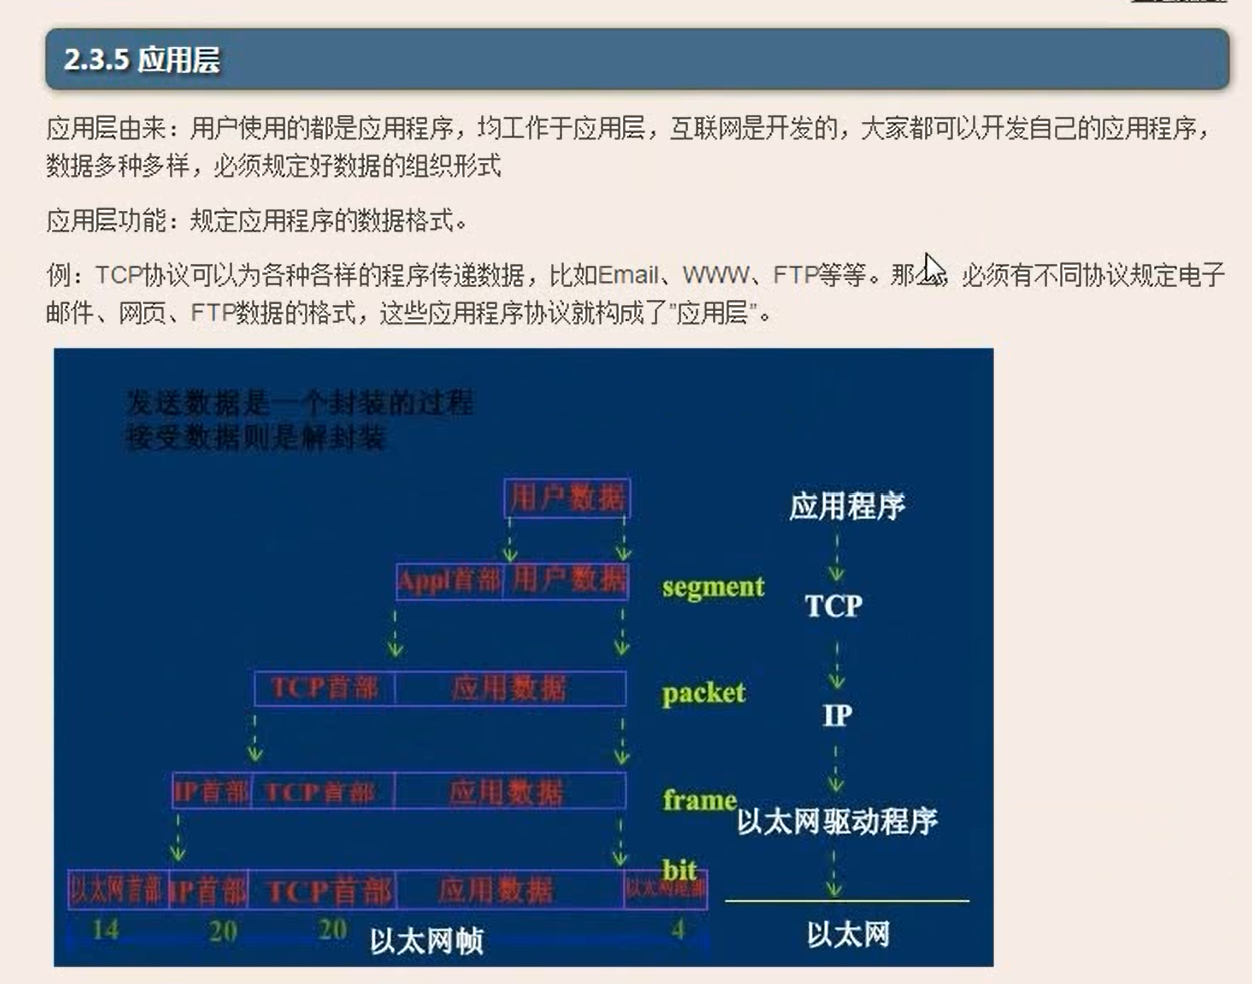 2.3.5 应用层
应用层由来：用户使用的都是应用程序，均工作于应用层，互联网是开发的，大家都可以开发自己的应用程序，
数据多种多样，必须规定好数据的组织形式
应用层功能：规定应用程序的数据格式。
例：TCP协议可以为各种各样的程序传递数据，比如Email、WWW、FTP等等。那么，必须有不同协议规定电子
邮件、网页、FTP数据的格式，这些应用程序协议就构成了"应用层"。
发送数据是一个封装的过程
接受数据则是解封装
用户数据
应用程序
Appl首部 用户数据
segment
TCP
TCP首部 应用数据
packet
IP
IP首部 TCP首部 应用数据
frame
以太网驱动程序
bit
以太网首部 IP首部 TCP首部 应用数据 以太网尾部
14 20 20 4
以太网帧
以太网